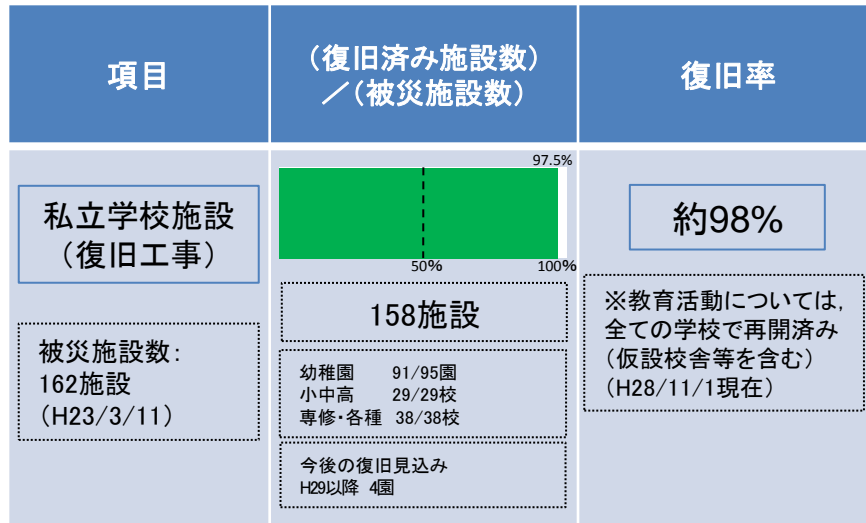 項目
（復旧済み施設数）
／（被災施設数）
復旧率
私立学校施設
（復旧工事）
被災施設数：
162施設
（H23/3/11）
97.5%
50%
100%
158施設
幼稚園 91/95園
小中高 29/29校
専修・各種 38/38校
今後の復旧見込み
H29以降 4園
約98%
※教育活動については，
全ての学校で再開済み
（仮設校舎等を含む）
（H28/11/1現在）